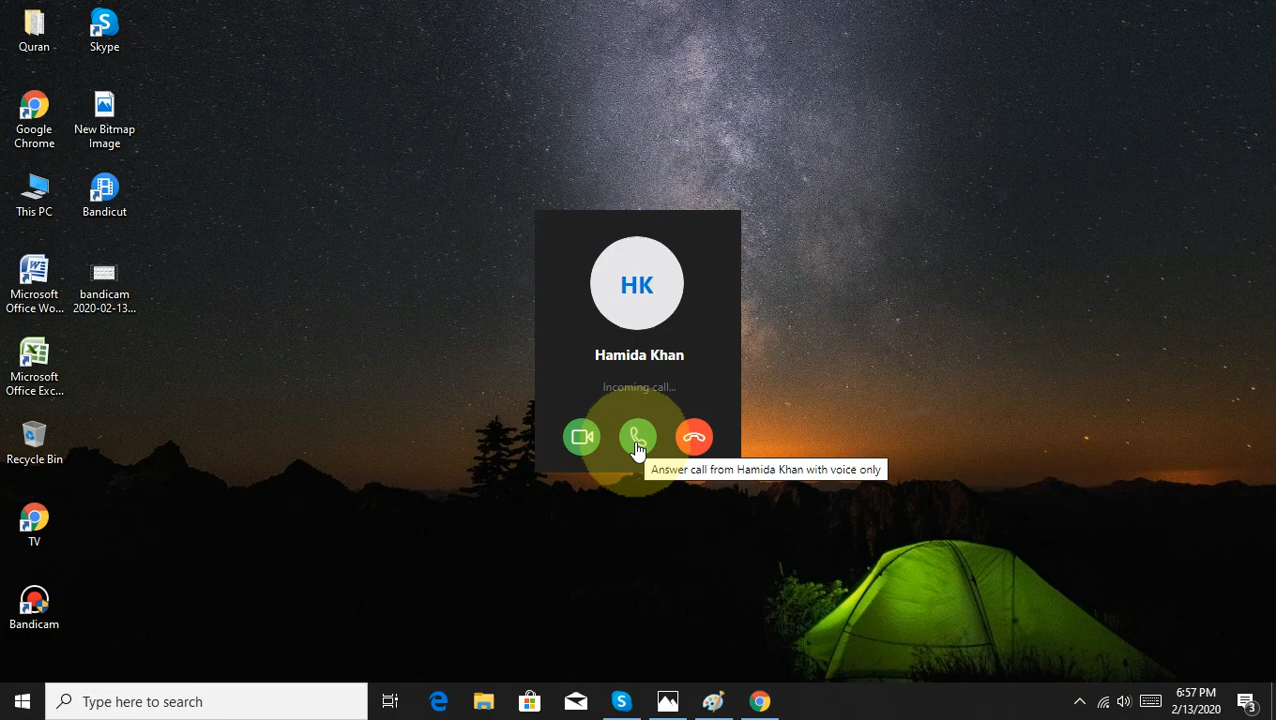 Quran
Skype
Google
Chrome
New Bitmap
Image
This PC
Bandicut
Microsoft
Office Wo...
bandicam
2020-02-13...
Microsoft
Office Exc...
Recycle Bin
TV
Bandicam
HK
Hamida Khan
Incoming call...
Answer call from Hamida Khan with voice only
Type here to search
6:57 PM
2/13/2020
3